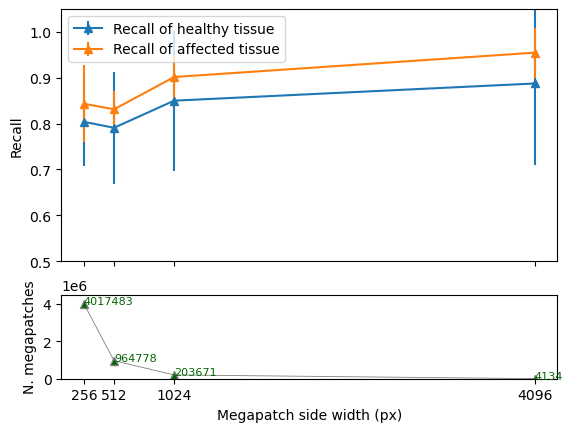 Recall of healthy tissue
Recall of affected tissue
1.0
0.9
0.8
0.7
0.6
0.5
Recall
1e6
4
2
0
N. megapatches
4017483
964778
203671
4134
256 512 1024 4096
Megapatch side width (px)